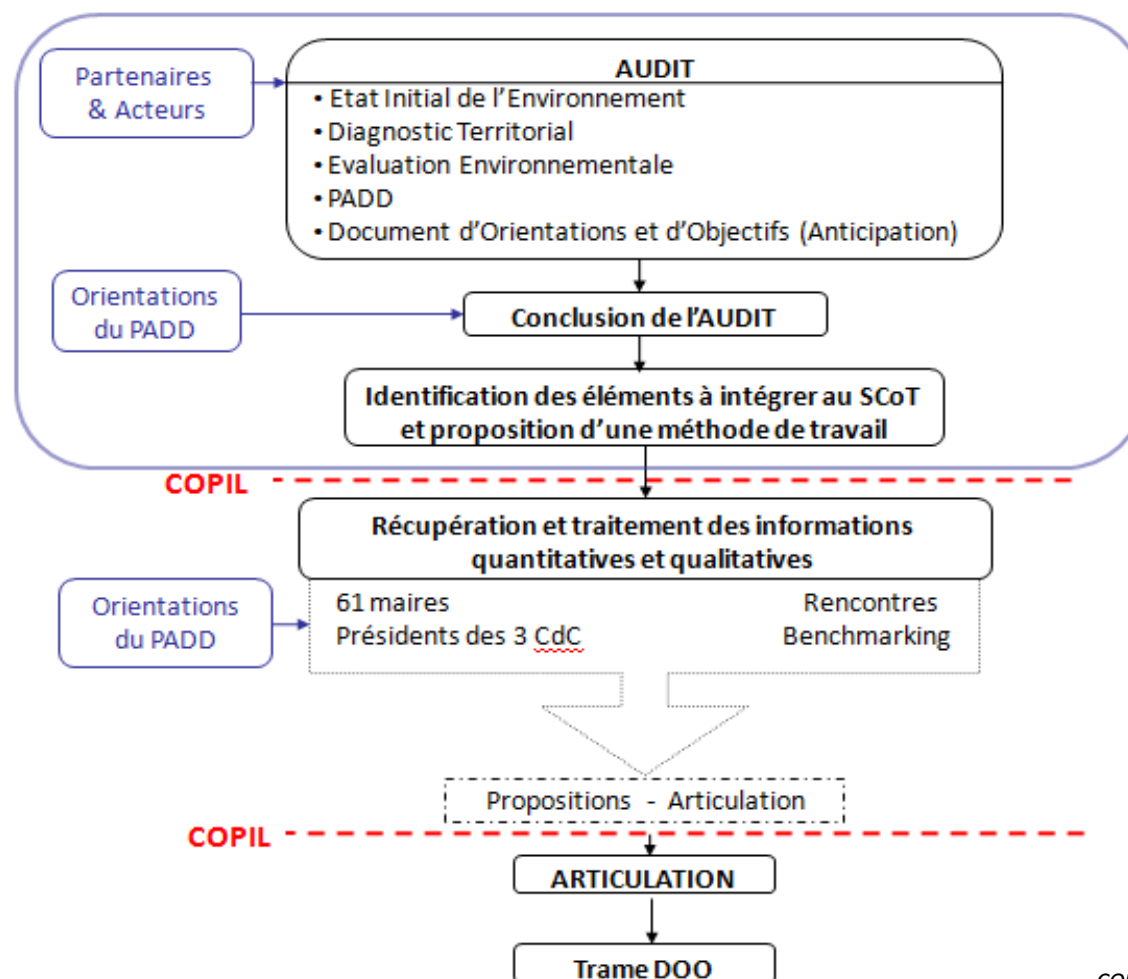 Partenaires
& Acteurs
AUDIT
• Etat Initial de l'Environnement
• Diagnostic Territorial
• Evaluation Environnementale
• PADD
• Document d'Orientations et d'Objectifs (Anticipation)
Orientations
du PADD
Conclusion de l'AUDIT
Identification des éléments à intégrer au SCoT
et proposition d'une méthode de travail
COPIL
Récupération et traitement des informations
quantitatives et qualitatives
Orientations
du PADD
61 maires Rencontres
Présidents des 3 CdC Benchmarking
Propositions - Articulation
COPIL
ARTICULATION
Trame DOO